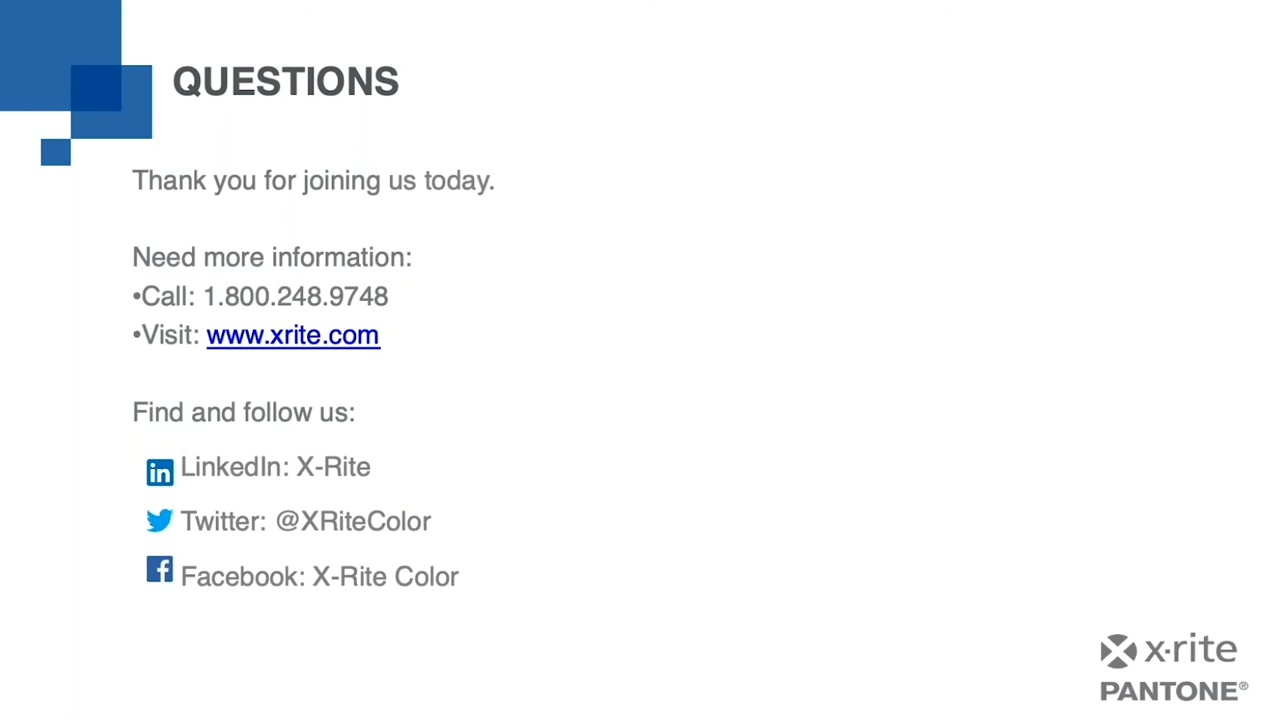 QUESTIONS
Thank you for joining us today.
Need more information:
•Call: 1.800.248.9748
•Visit: www.xrite.com
Find and follow us:
in LinkedIn: X-Rite
Twitter: @XRiteColor
f Facebook: X-Rite Color
x·rite
PANTONE®